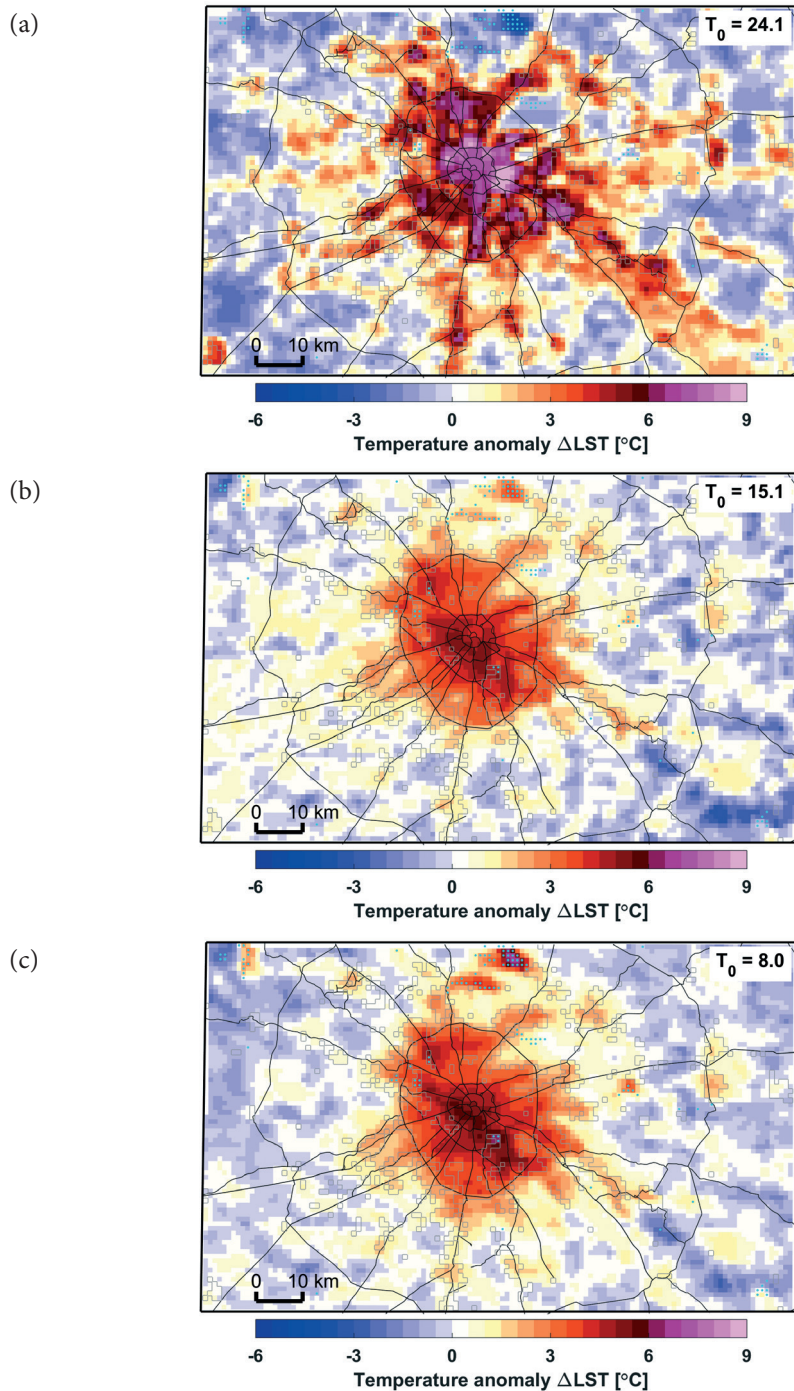 (a)
T0 = 24.1
0 10 km
-6 -3 0 3 6 9
Temperature anomaly ΔLST [°C]
(b)
T0 = 15.1
0 10 km
-6 -3 0 3 6 9
Temperature anomaly ΔLST [°C]
(c)
T0 = 8.0
0 10 km
-6 -3 0 3 6 9
Temperature anomaly ΔLST [°C]